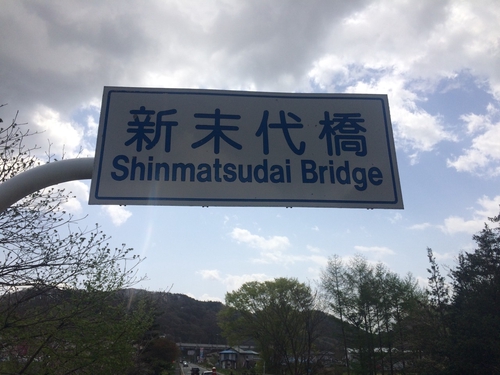 新末代橋
Shinmatsudai Bridge